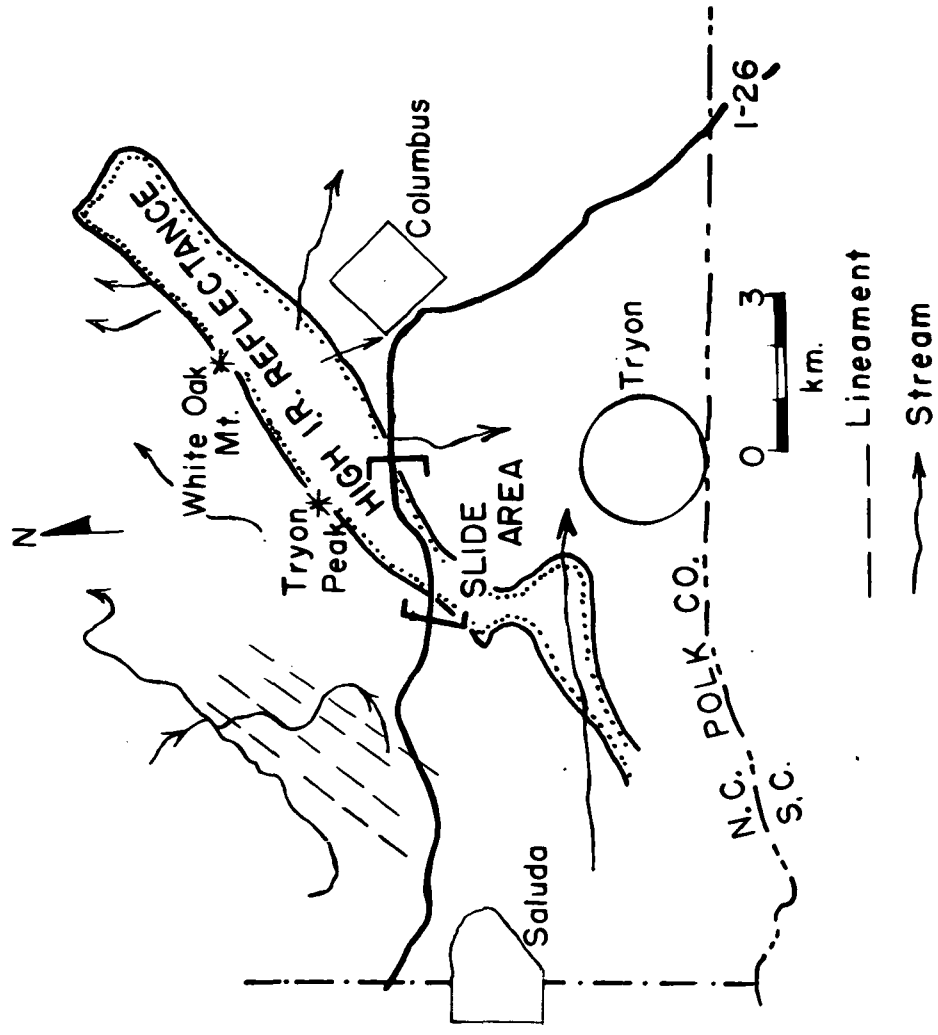 N
White Oak
Mt.
Tryon
Peak
HIGH I.R. REFLECTANCE
Columbus
SLIDE
AREA
Saluda
Tryon
I-26
N.C. POLK CO.
S.C.
0 3
km.
Lineament
Stream